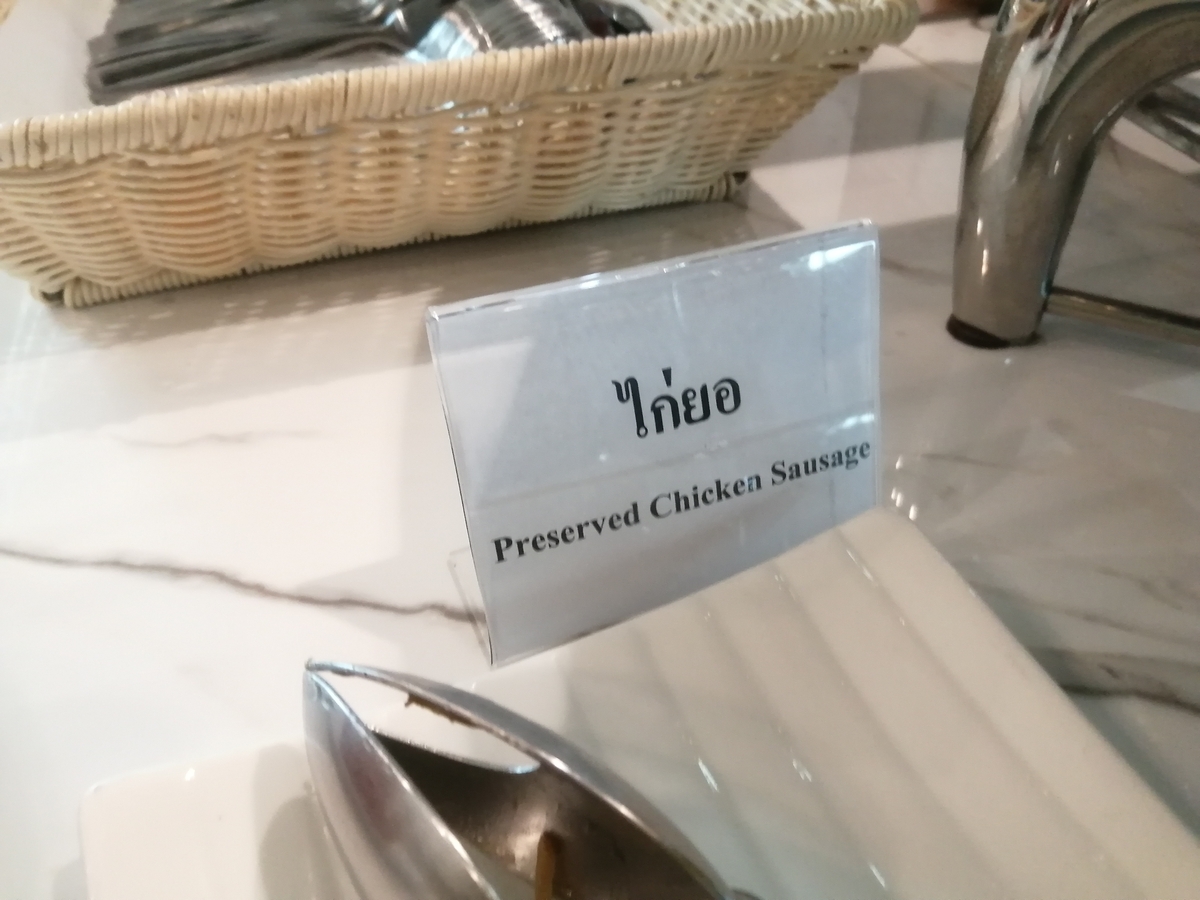 ไก่ยอ
Preserved Chicken Sausage